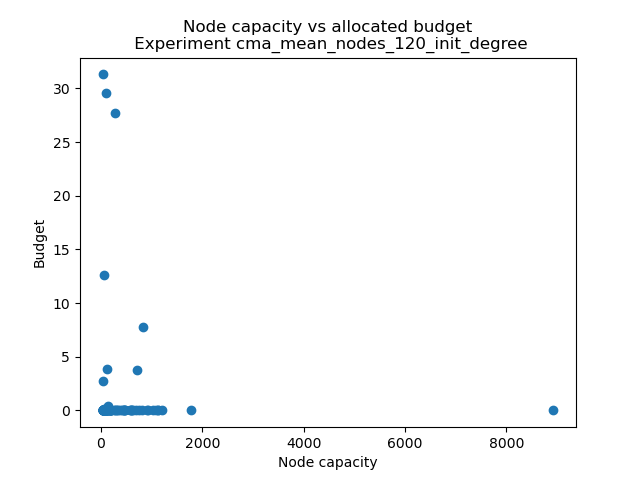 Node capacity vs allocated budget
Experiment cma_mean_nodes_120_init_degree
30
25
20
15
10
5
0
Budget
0 2000 4000 6000 8000
Node capacity